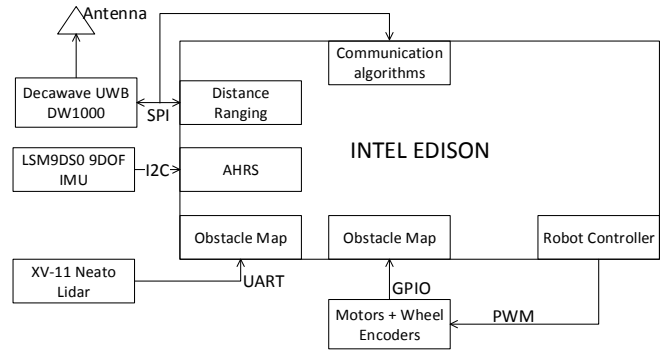 Antenna
Communication
algorithms
Decawave UWB
DW1000
SPI
Distance
Ranging
INTEL EDISON
LSM9DS0 9DOF
IMU
I2C
AHRS
Obstacle Map
Obstacle Map
Robot Controller
XV-11 Neato
Lidar
UART
GPIO
Motors + Wheel
Encoders
PWM